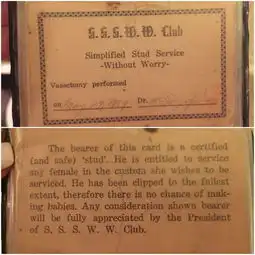 S. S. S. W. W. Club
Simplified Stud Service
-Without Worry-
Vasectomy performed
on Dr.
The bearer of this card is a certified
(and safe) 'stud'. He is entitled to service
any female in the custom she wishes to be
serviced. He has been clipped to the fullest
extent, therefore there is no chance of mak-
ing babies. Any consideration shown bearer
will be fully appreciated by the President
of S. S. S. W. W. Club.